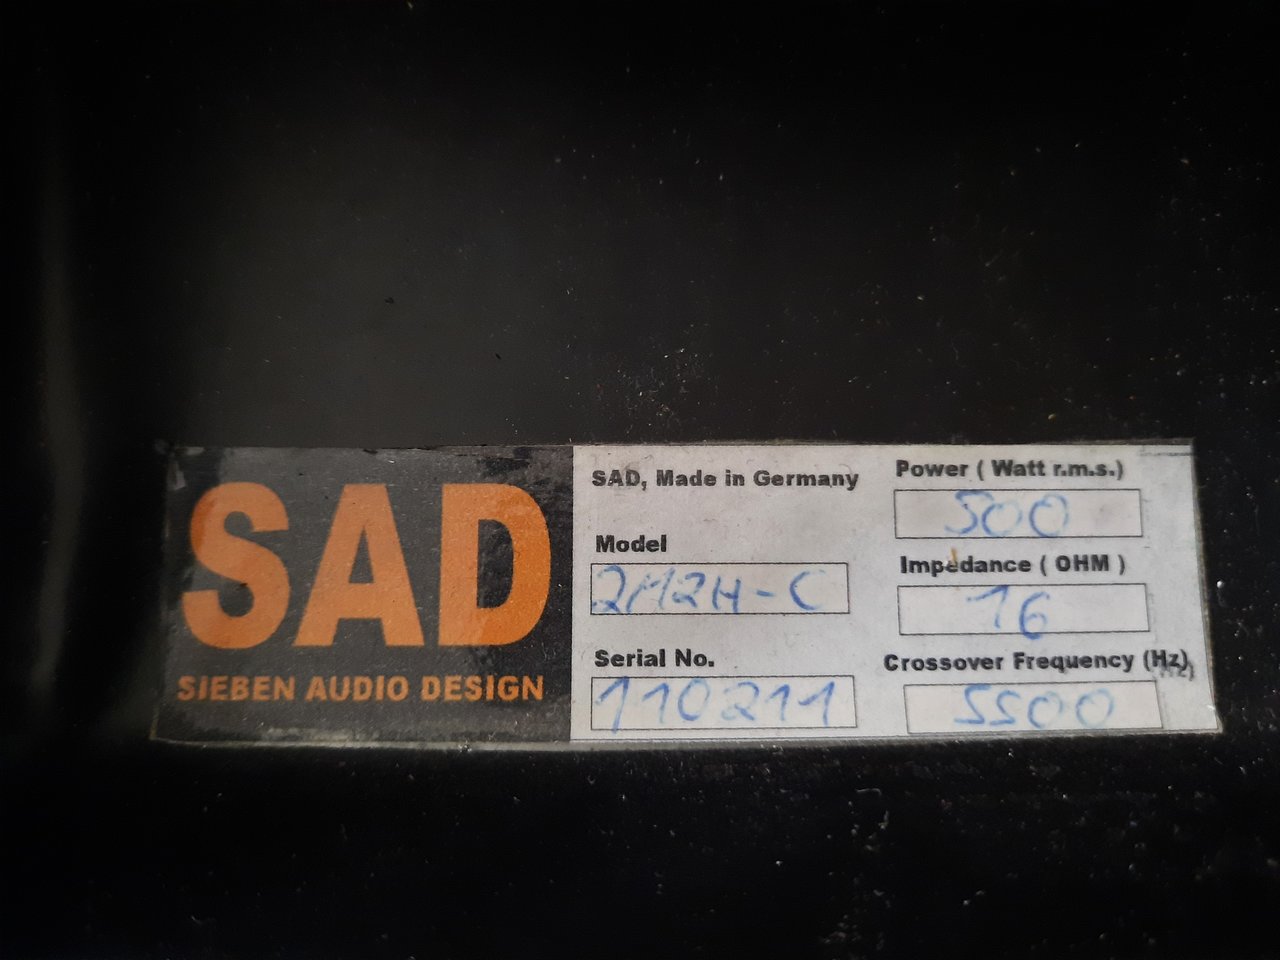 SAD
SIEBEN AUDIO DESIGN
SAD, Made in Germany
Model
2M2H-C
Serial No.
110211
Power ( Watt r.m.s.)
500
Impedance ( OHM )
16
Crossover Frequency (Hz)
5500